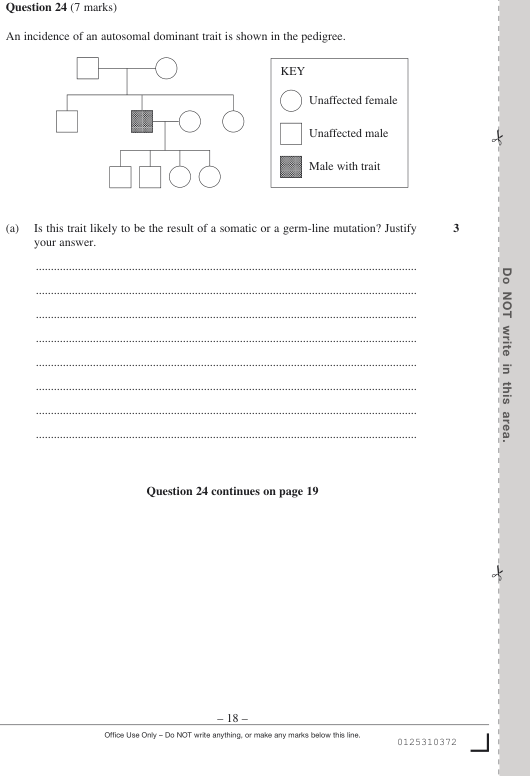 Question 24 (7 marks)
An incidence of an autosomal dominant trait is shown in the pedigree.
KEY
Unaffected female
Unaffected male
Male with trait
(a) Is this trait likely to be the result of a somatic or a germ-line mutation? Justify 3
your answer.
Do NOT write in this area.
Question 24 continues on page 19
– 18 –
Office Use Only – Do NOT write anything, or make any marks below this line.
0125310372